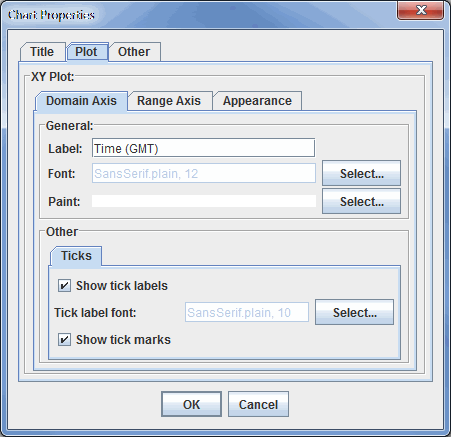 Chart Properties
Title Plot Other
XY Plot:
Domain Axis Range Axis Appearance
General:
Label: Time (GMT)
Font: SansSerif.plain, 12 Select...
Paint: Select...
Other
Ticks
Show tick labels
Tick label font: SansSerif.plain, 10 Select...
Show tick marks
OK Cancel